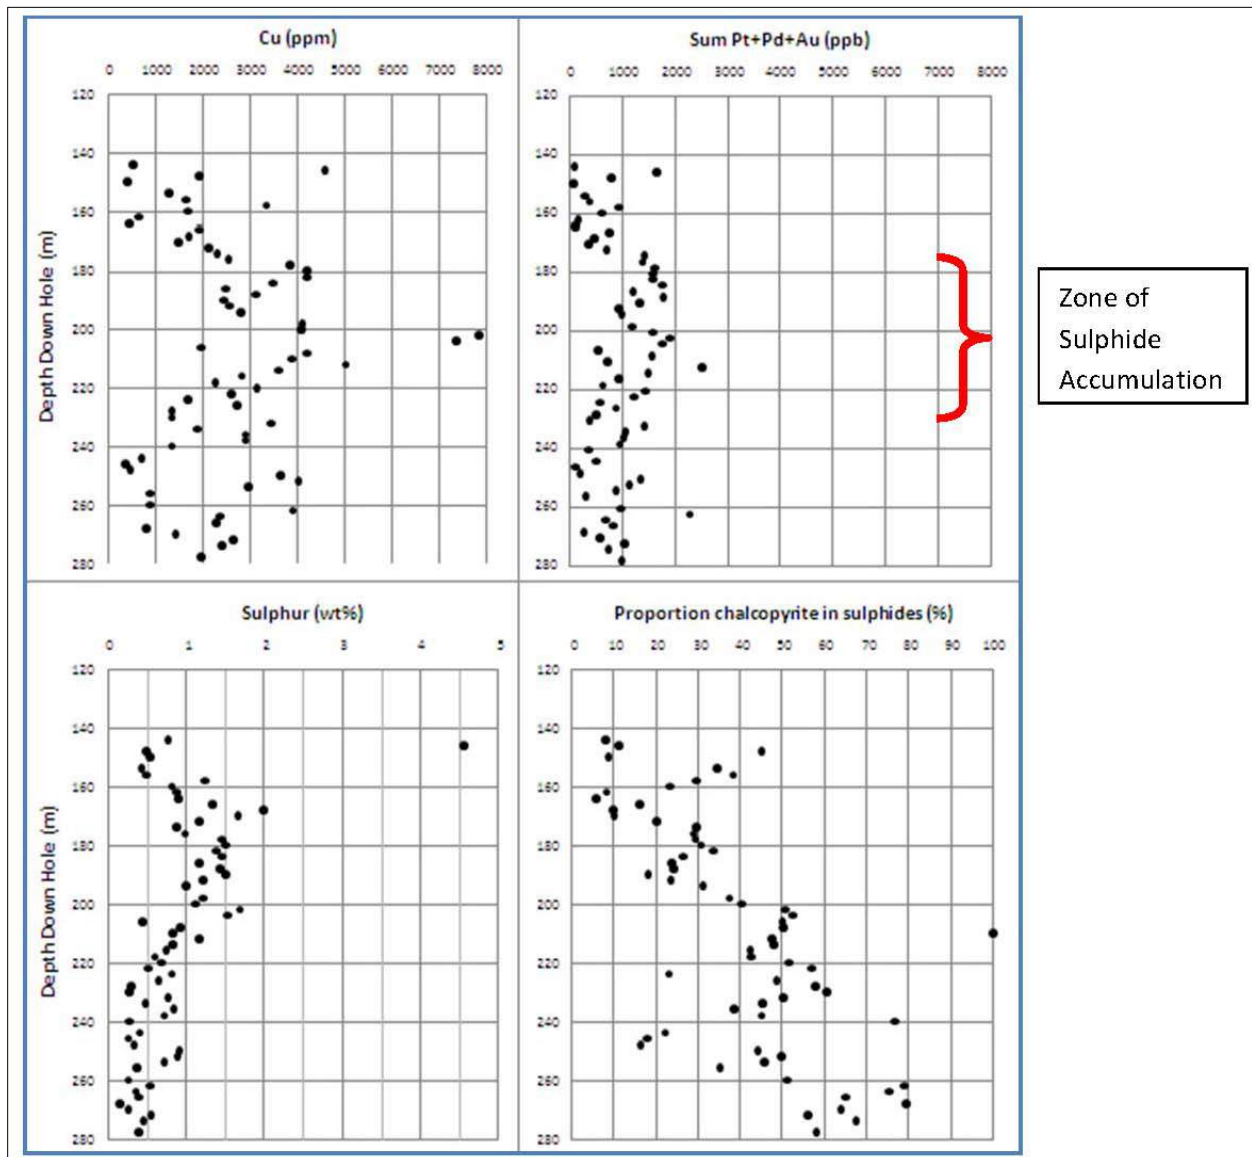 Cu (ppm)
0 1000 2000 3000 4000 5000 6000 7000 8000
120
140
160
180
200
220
240
260
280
Depth Down Hole (m)
Sum Pt+Pd+Au (ppb)
0 1000 2000 3000 4000 5000 6000 7000 8000
120
140
160
180
200
220
240
260
280
Zone of
Sulphide
Accumulation
Sulphur (wt%)
0 1 2 3 4 5
120
140
160
180
200
220
240
260
280
Depth Down Hole (m)
Proportion chalcopyrite in sulphides (%)
0 10 20 30 40 50 60 70 80 90 100
120
140
160
180
200
220
240
260
280